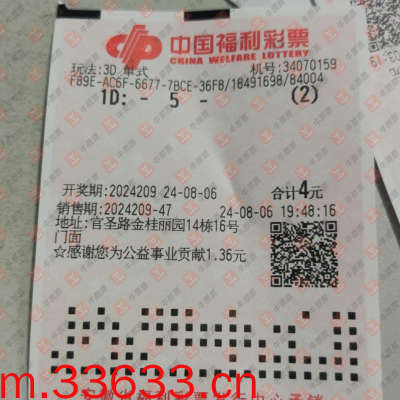 中国福利彩票
CHINA WELFARE LOTTERY
玩法:3D 单式 机号:34070159
F89E-AC6F-6677-7BCE-36F8/18491698/84004
1D: - 5 - (2)
开奖期:2024209 24-08-06 合计4元
销售期:2024209-47 24-08-06 19:48:16
地址:官圣路金桂丽园14栋16号
门面
☆感谢您为公益事业贡献1.36元
m.33633.cn